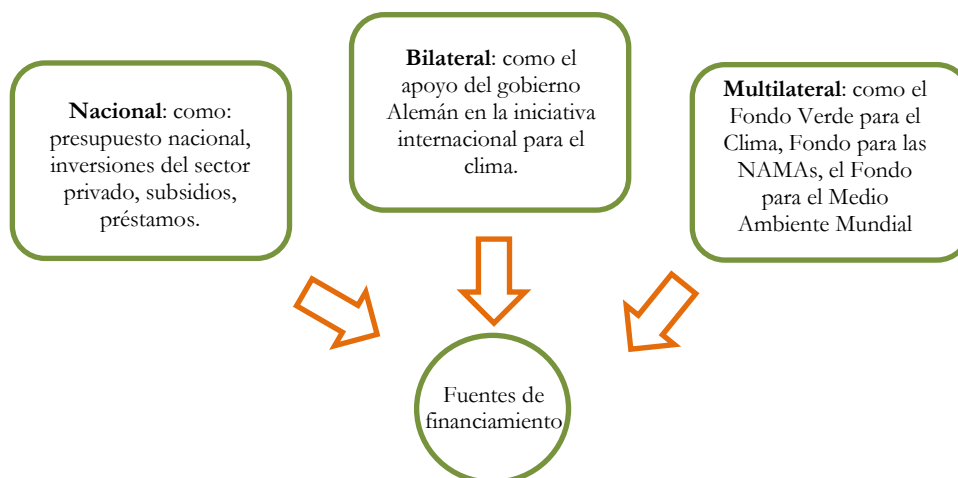 Nacional: como:
presupuesto nacional,
inversiones del sector
privado, subsidios,
préstamos.
Bilateral: como el
apoyo del gobierno
Alemán en la iniciativa
internacional para el
clima.
Multilateral: como el
Fondo Verde para el
Clima, Fondo para las
NAMAs, el Fondo
para el Medio
Ambiente Mundial
Fuentes de
financiamiento